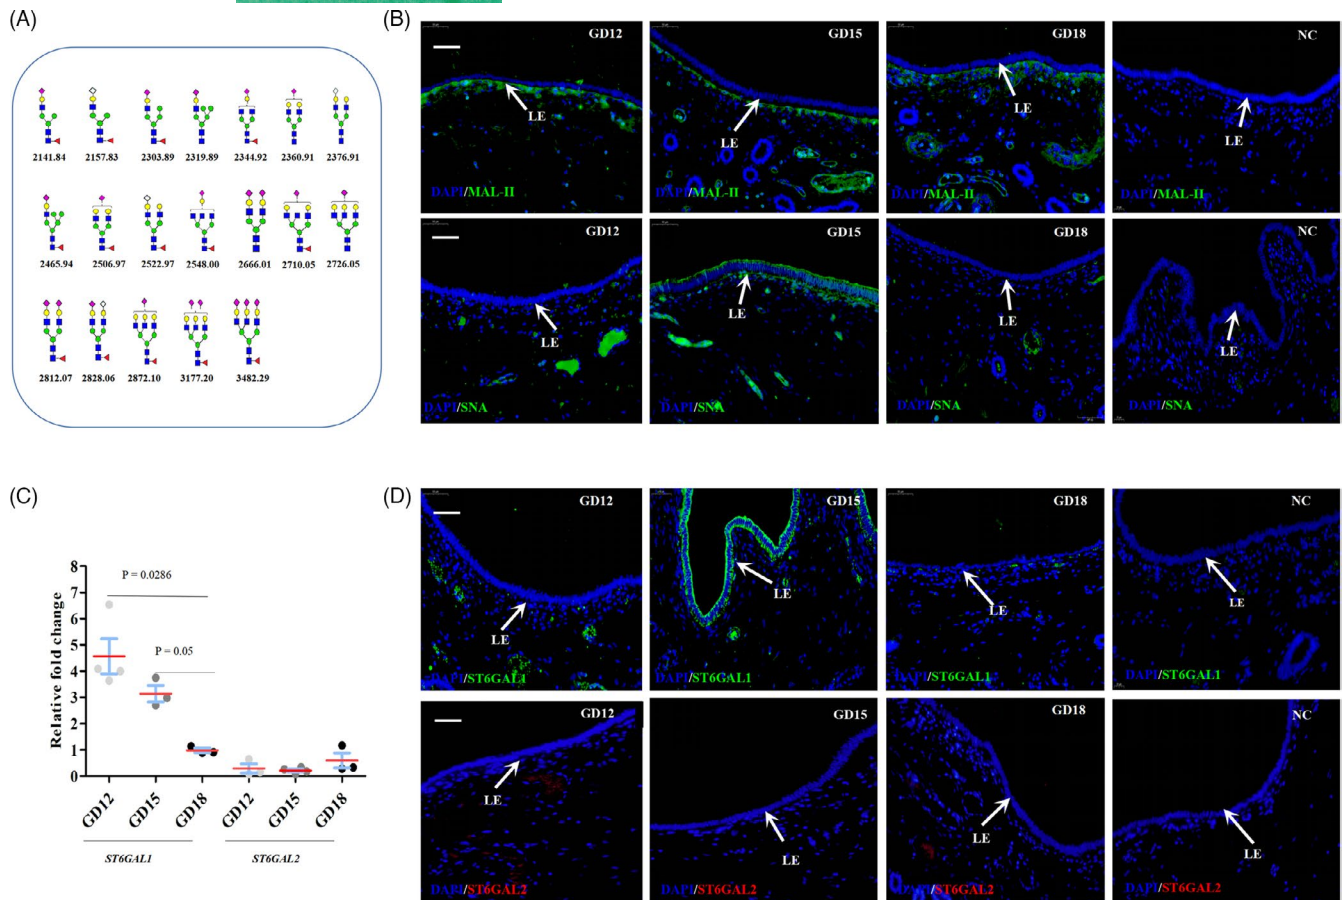 (A)
2141.84 2157.83 2303.89 2319.89 2344.92 2360.91 2376.91
2465.94 2506.97 2522.97 2548.00 2666.01 2710.05 2726.05
2812.07 2828.06 2872.10 3177.20 3482.29
(B)
GD12 GD15 GD18 NC
LE LE LE LE
DAPI/MAL-II DAPI/MAL-II DAPI/MAL-II DAPI/MAL-II
GD12 GD15 GD18 NC
LE LE LE LE
DAPI/SNA DAPI/SNA DAPI/SNA DAPI/SNA
(C)
Relative fold change
8
7
6
5
4
3
2
1
0
P = 0.0286
P = 0.05
GD12 GD15 GD18 GD12 GD15 GD18
ST6GAL1 ST6GAL2
(D)
GD12 GD15 GD18 NC
LE LE LE LE
DAPI/ST6GAL1 DAPI/ST6GAL1 DAPI/ST6GAL1 DAPI/ST6GAL1
GD12 GD15 GD18 NC
LE LE LE LE
DAPI/ST6GAL2 DAPI/ST6GAL2 DAPI/ST6GAL2 DAPI/ST6GAL2